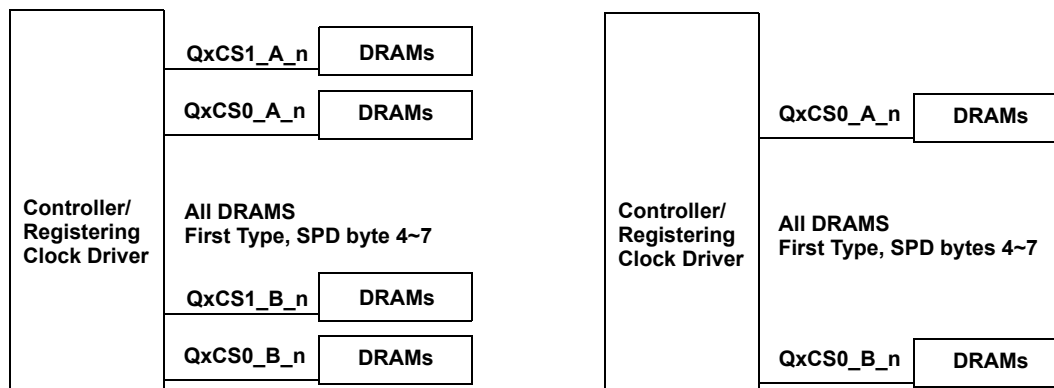 QxCS1_A_n
DRAMs
QxCS0_A_n
DRAMs
Controller/
Registering
Clock Driver
All DRAMS
First Type, SPD byte 4~7
QxCS1_B_n
DRAMs
QxCS0_B_n
DRAMs
QxCS0_A_n
DRAMs
Controller/
Registering
Clock Driver
All DRAMS
First Type, SPD bytes 4~7
QxCS0_B_n
DRAMs